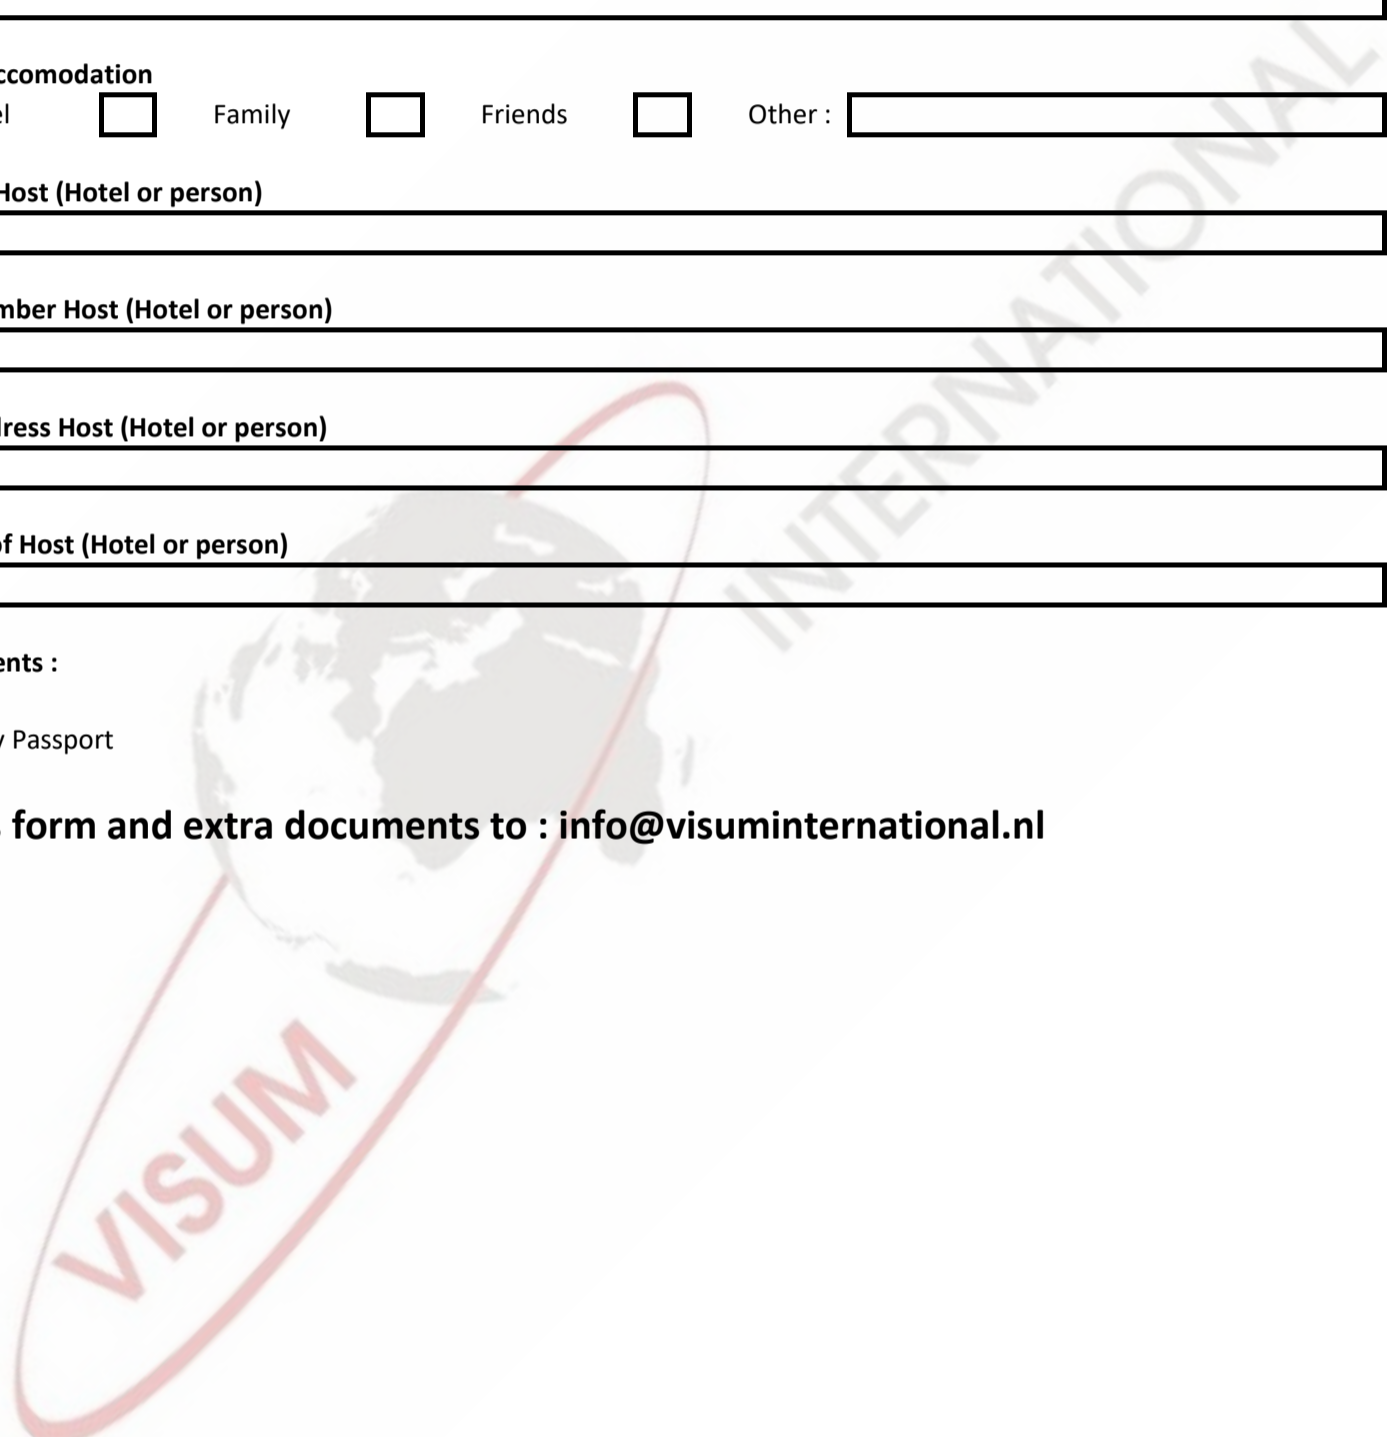 ccomodation
el Family Friends Other :
Host (Hotel or person)
mber Host (Hotel or person)
dress Host (Hotel or person)
of Host (Hotel or person)
ents :
y Passport
form and extra documents to : info@visuminternational.nl
VISUM INTERNATIONAL